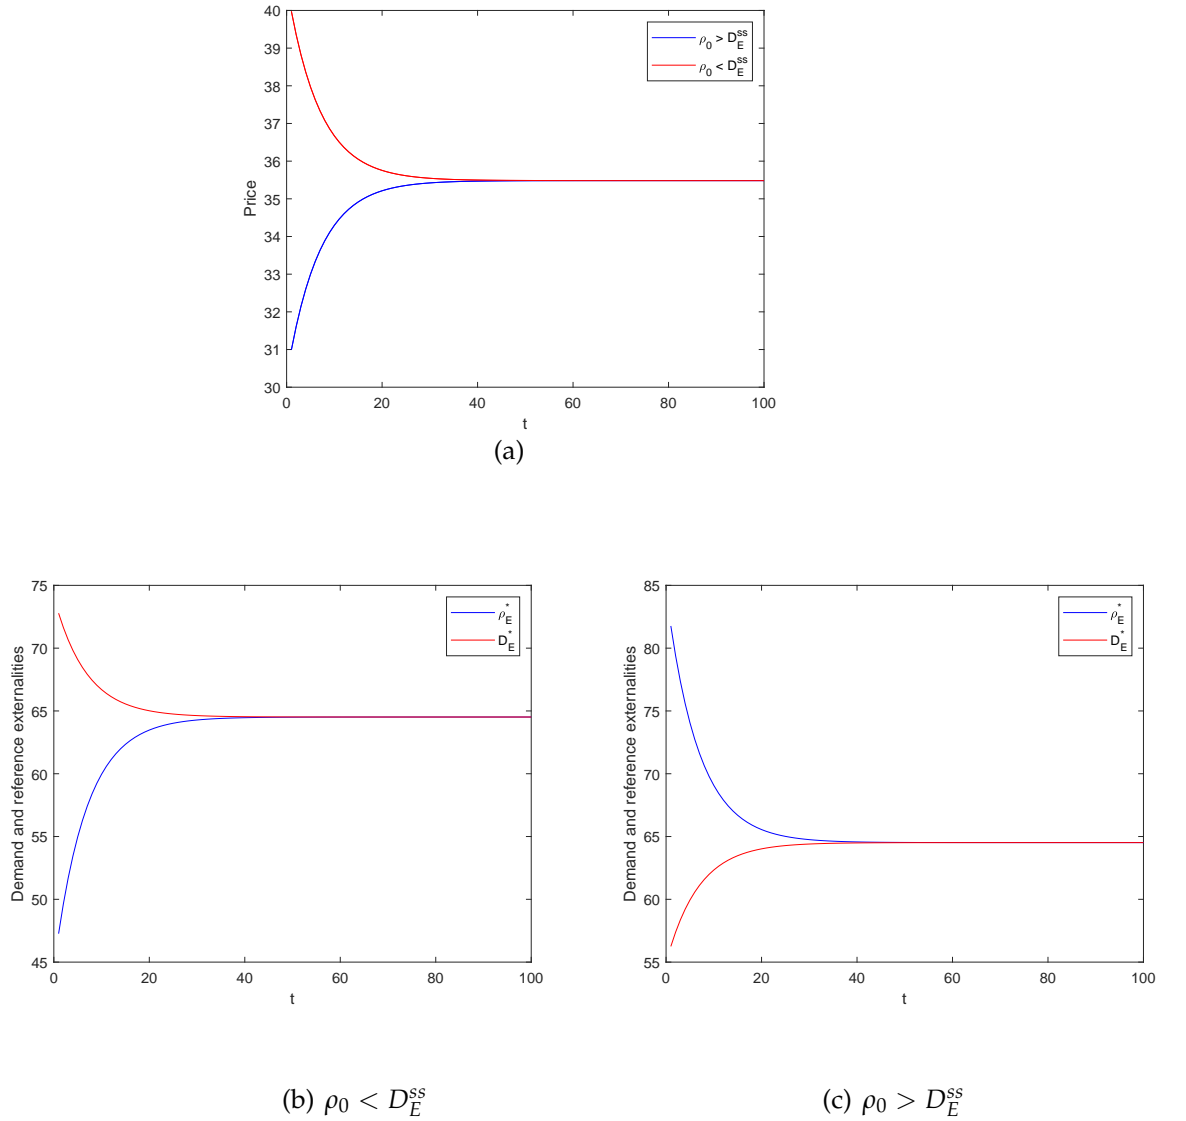 41
40
39
38
37
36
35
34
33
32
31
30
Price
0 20 40 60 80 100
t
ρ₀ > D_E^ss
ρ₀ < D_E^ss
(a)
75
70
65
60
55
50
45
Demand and reference externalities
0 20 40 60 80 100
t
ρ_E^*
D_E^*
(b) ρ₀ < D_E^ss
85
80
75
70
65
60
55
Demand and reference externalities
0 20 40 60 80 100
t
ρ_E^*
D_E^*
(c) ρ₀ > D_E^ss